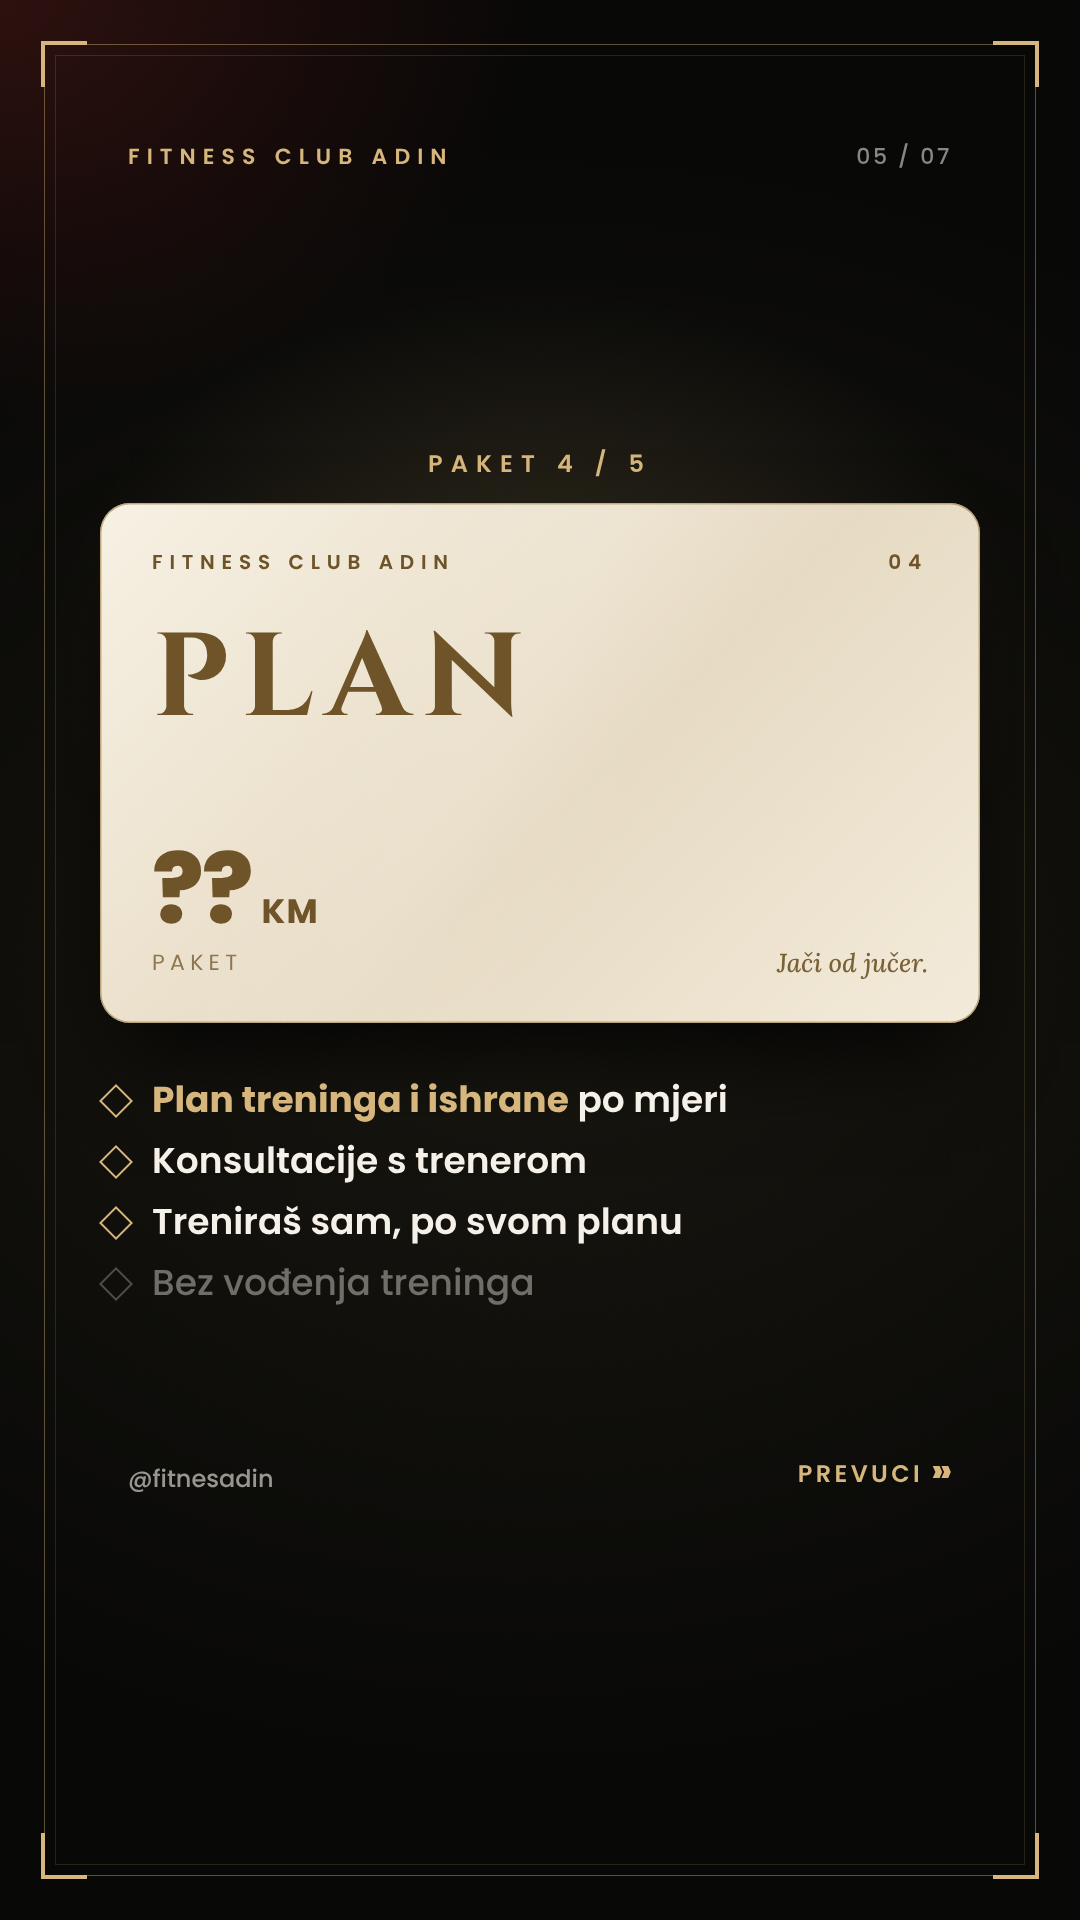 FITNESS CLUB ADIN
05 / 07
PAKET 4 / 5
FITNESS CLUB ADIN
04
PLAN
?? KM
PAKET
Jači od jučer.
Plan treninga i ishrane po mjeri
Konsultacije s trenerom
Treniraš sam, po svom planu
Bez vođenja treninga
@fitnesadin
PREVUCI »